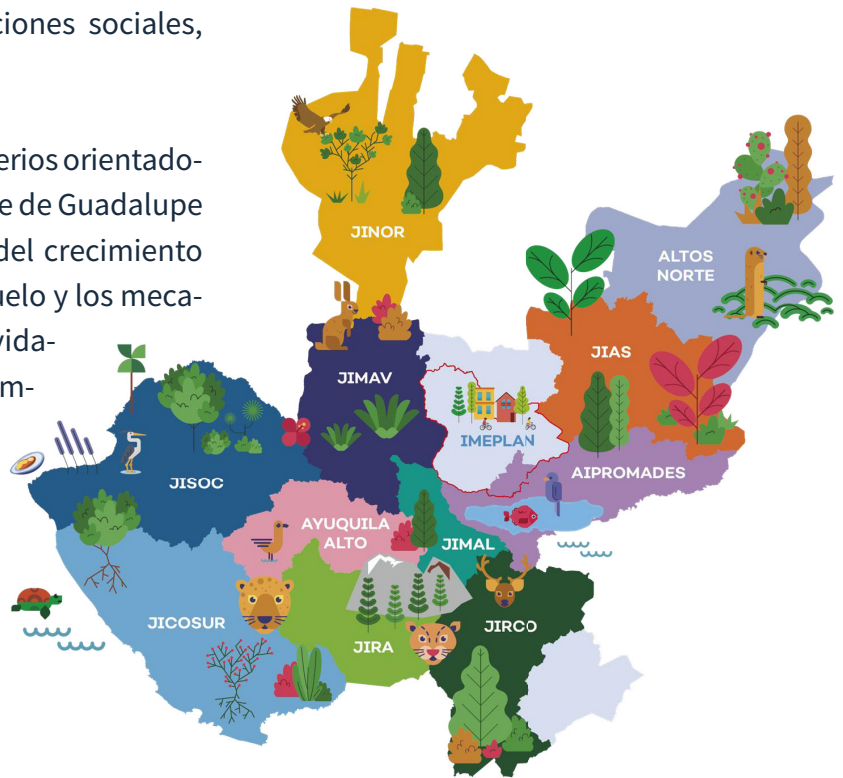 ciones sociales,
erios orientado-
e de Guadalupe
del crecimiento
uelo y los meca-
vida-
m-
JINOR
ALTOS
NORTE
JIAS
JIMAV
IMEPLAN
AIPROMADES
JISOC
AYUQUILA
ALTO
JIMAL
JICOSUR
JIRA
JIRCO